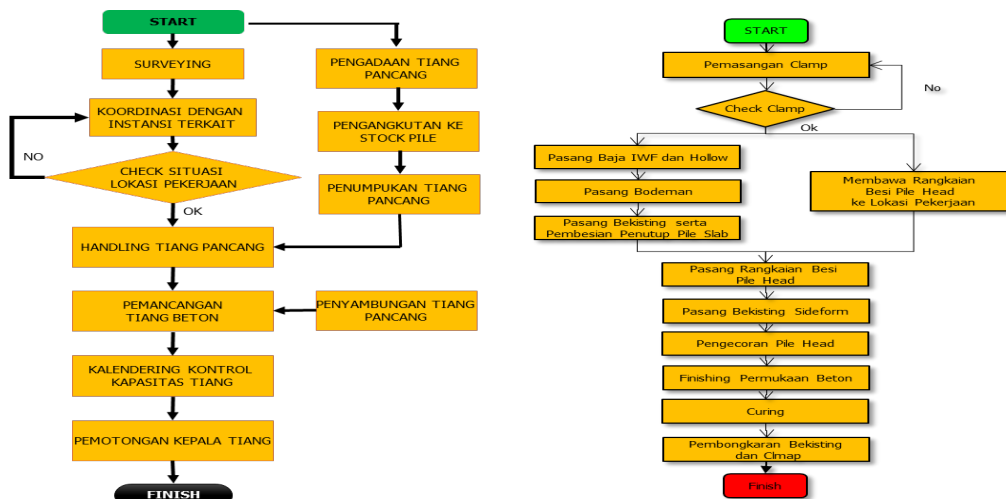 START
SURVEYING
KOORDINASI DENGAN
INSTANSI TERKAIT
NO
CHECK SITUASI
LOKASI PEKERJAAN
OK
PENGADAAN TIANG
PANCANG
PENGANGKUTAN KE
STOCK PILE
PENUMPUKAN TIANG
PANCANG
HANDLING TIANG PANCANG
PEMANCANGAN
TIANG BETON
PENYAMBUNGAN TIANG
PANCANG
KALENDERING KONTROL
KAPASITAS TIANG
PEMOTONGAN KEPALA TIANG
FINISH
START
Pemasangan Clamp
No
Check Clamp
Ok
Pasang Baja IWF dan Hollow
Pasang Bodeman
Pasang Bekisting serta
Pembesian Penutup Pile Slab
Membawa Rangkaian
Besi Pile Head
ke Lokasi Pekerjaan
Pasang Rangkaian Besi
Pile Head
Pasang Bekisting Sideform
Pengecoran Pile Head
Finishing Permukaan Beton
Curing
Pembongkaran Bekisting
dan Clmap
Finish